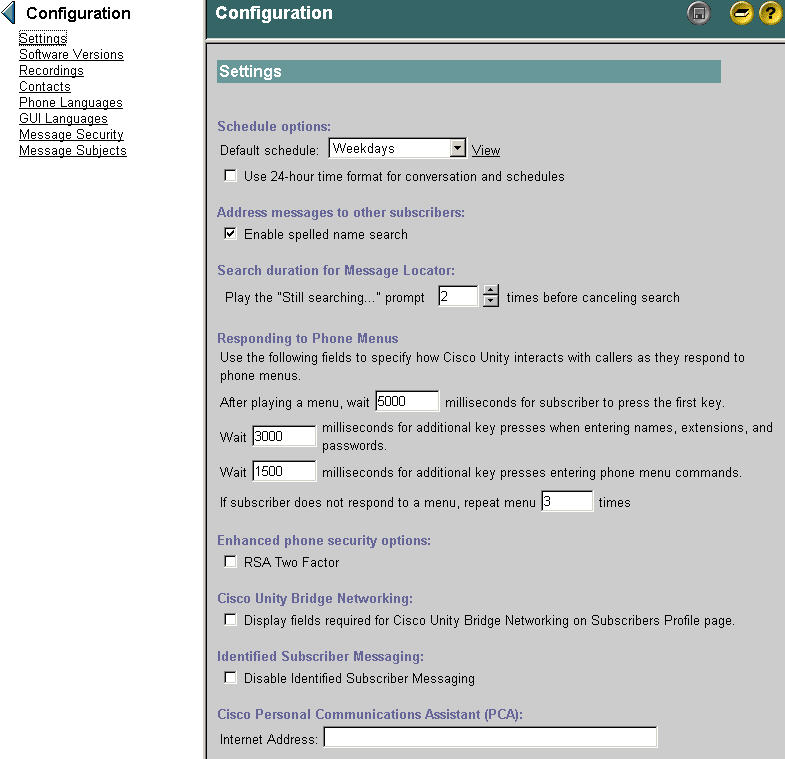 Configuration
Settings
Software Versions
Recordings
Contacts
Phone Languages
GUI Languages
Message Security
Message Subjects
Configuration
?
Settings
Schedule options:
Default schedule: Weekdays View
Use 24-hour time format for conversation and schedules
Address messages to other subscribers:
Enable spelled name search
Search duration for Message Locator:
Play the "Still searching..." prompt 2 times before canceling search
Responding to Phone Menus
Use the following fields to specify how Cisco Unity interacts with callers as they respond to
phone menus.
After playing a menu, wait 5000 milliseconds for subscriber to press the first key.
Wait 3000 milliseconds for additional key presses when entering names, extensions, and
passwords.
Wait 1500 milliseconds for additional key presses entering phone menu commands.
If subscriber does not respond to a menu, repeat menu 3 times
Enhanced phone security options:
RSA Two Factor
Cisco Unity Bridge Networking:
Display fields required for Cisco Unity Bridge Networking on Subscribers Profile page.
Identified Subscriber Messaging:
Disable Identified Subscriber Messaging
Cisco Personal Communications Assistant (PCA):
Internet Address: